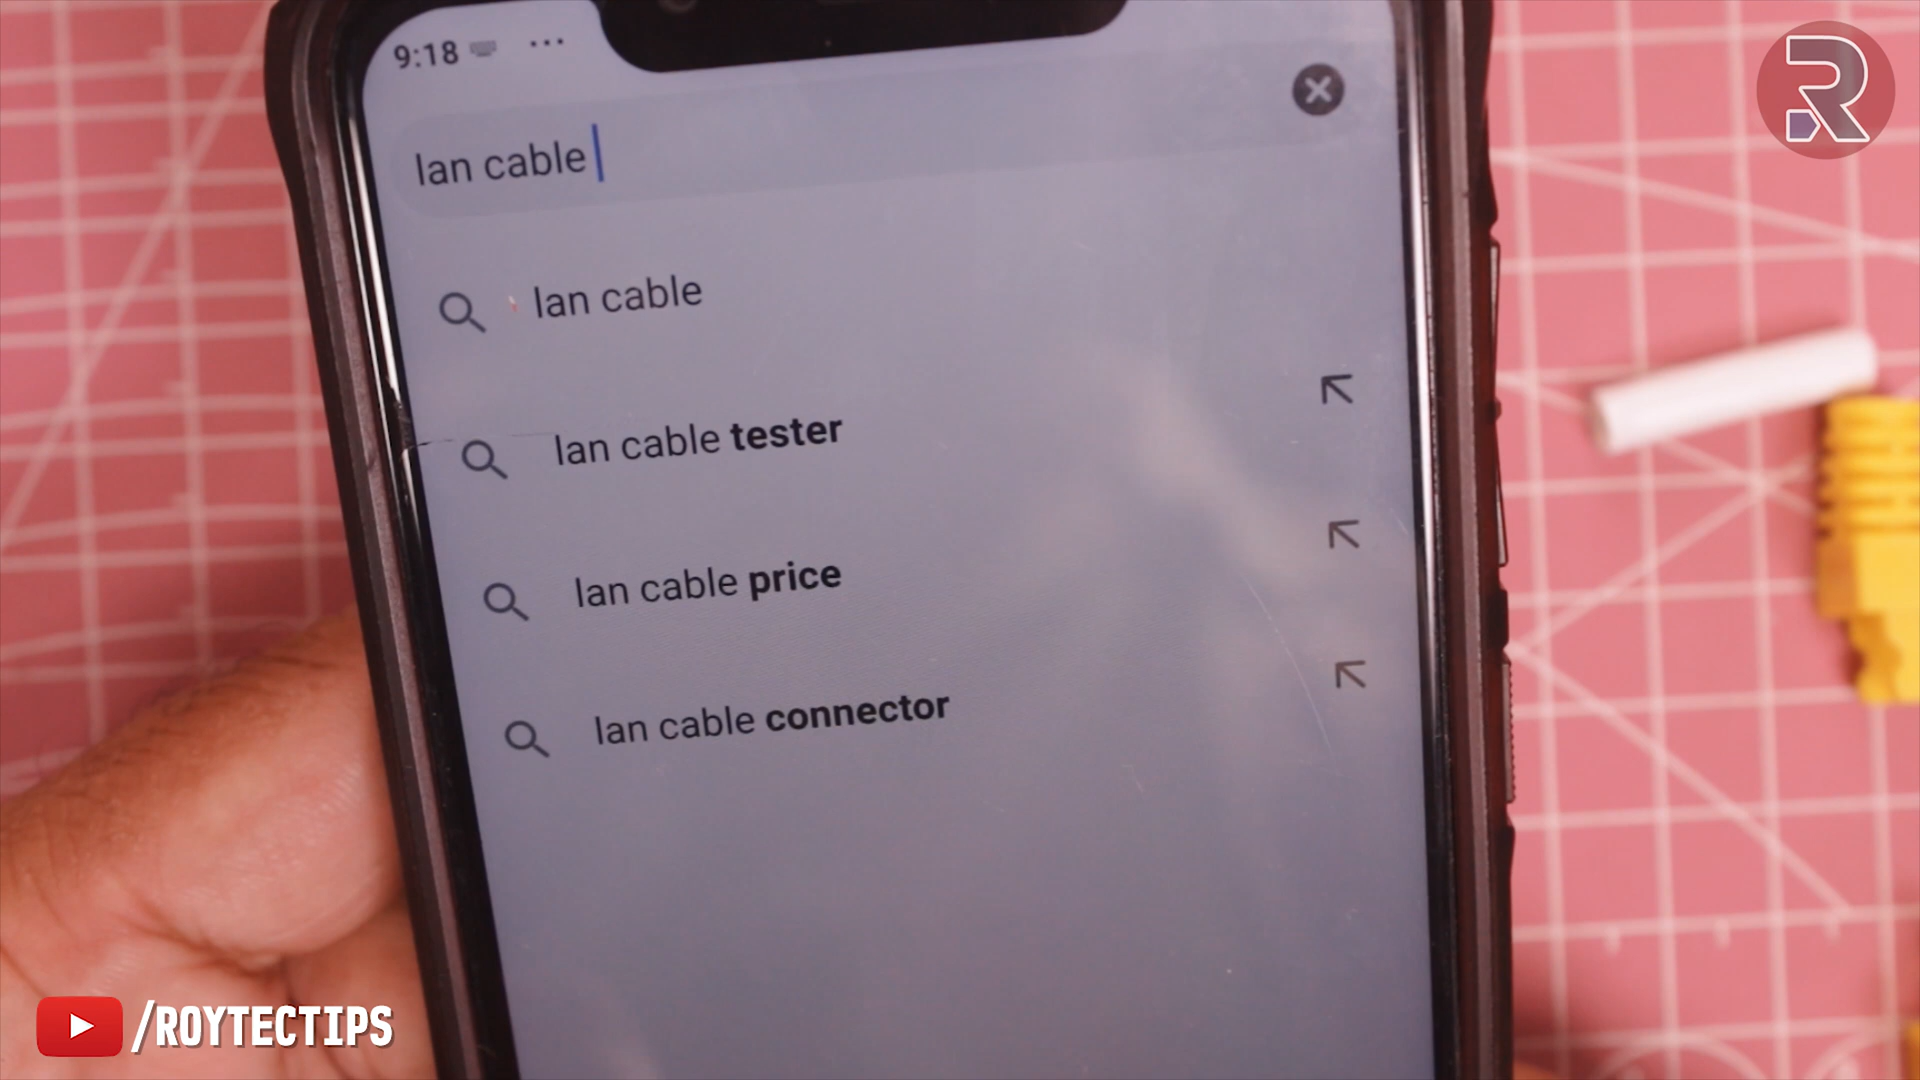 9:18
lan cable
lan cable
lan cable tester
lan cable price
lan cable connector
/ROYTECTIPS
R